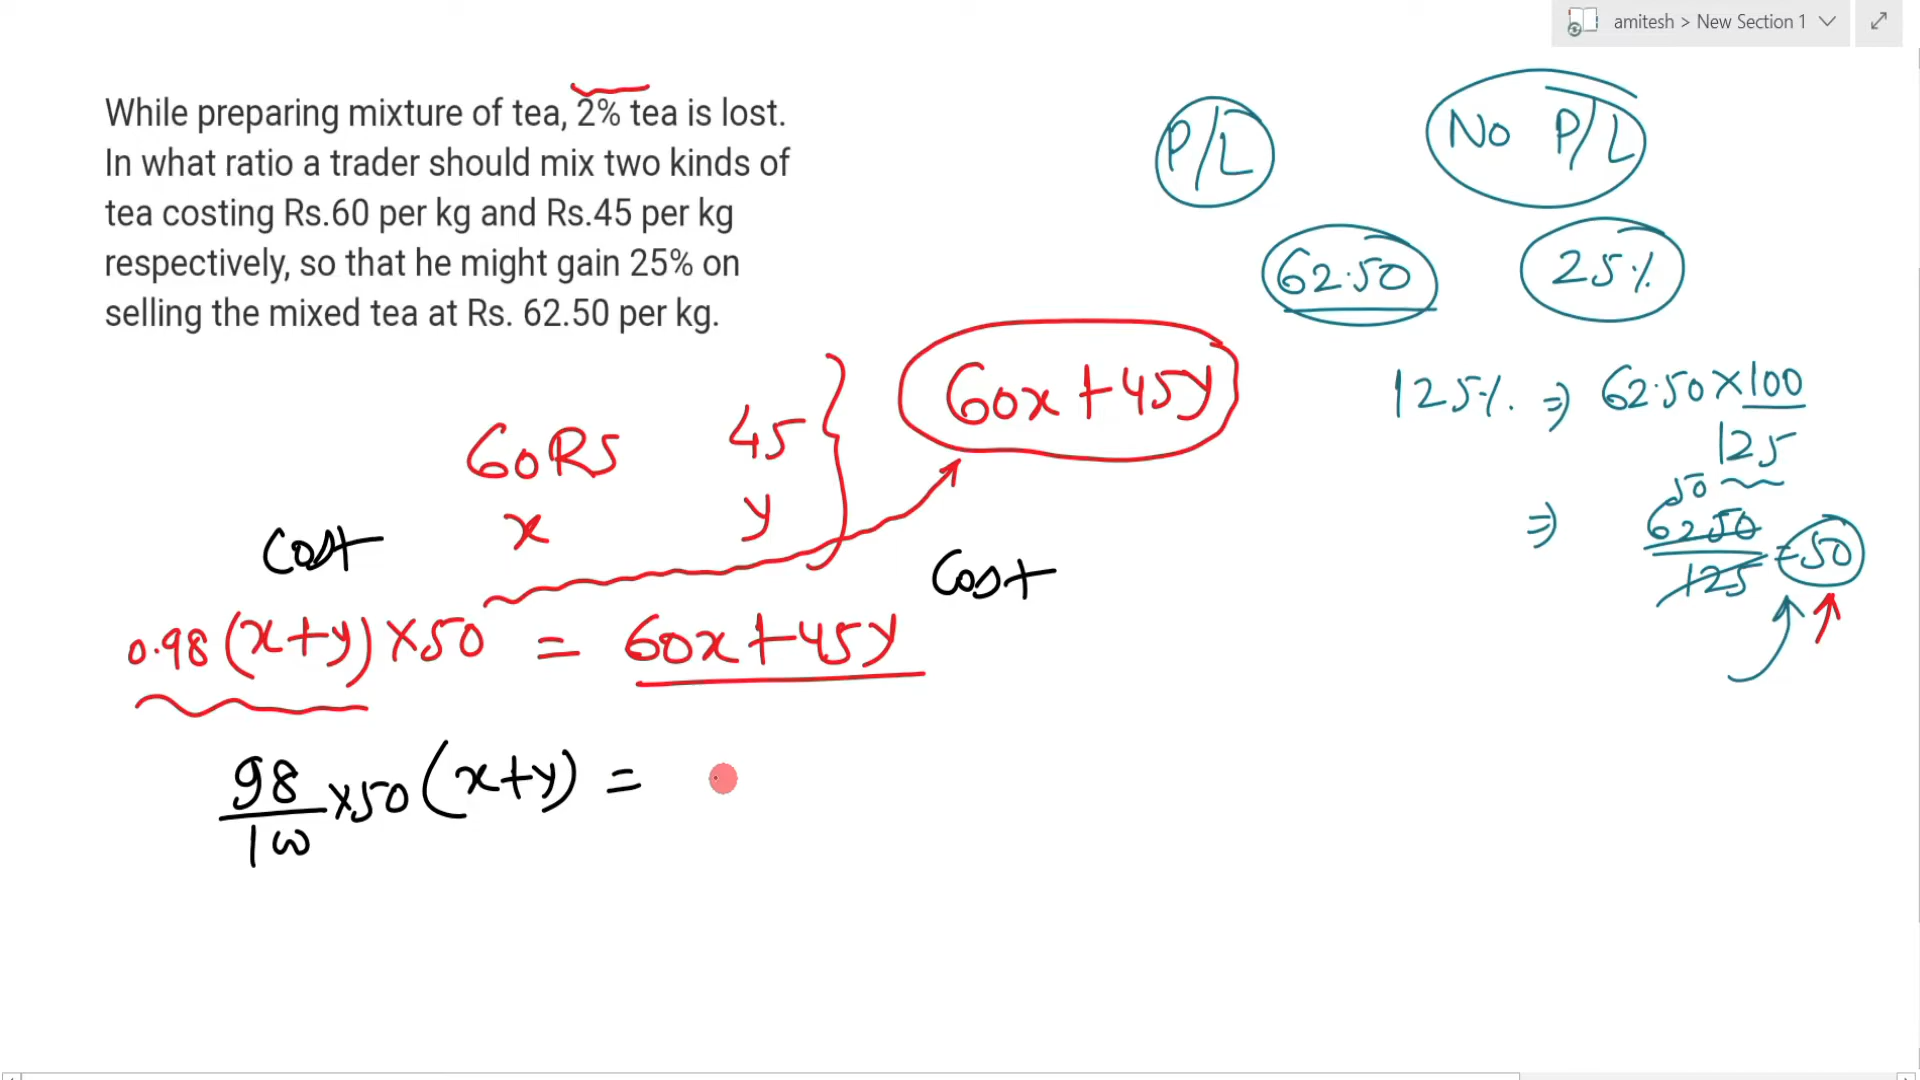 amitesh > New Section 1
While preparing mixture of tea, 2% tea is lost.
In what ratio a trader should mix two kinds of
tea costing Rs.60 per kg and Rs.45 per kg
respectively, so that he might gain 25% on
selling the mixed tea at Rs. 62.50 per kg.
P/L
No P/L
62.50
25%
60x+45y
125% ⇒ 62.50×100
125
60RS 45
x y
50
⇒ 6250 = 50
125
Cost
Cost
0.98(x+y)×50 = 60x+45y
98 ×50(x+y) =
100